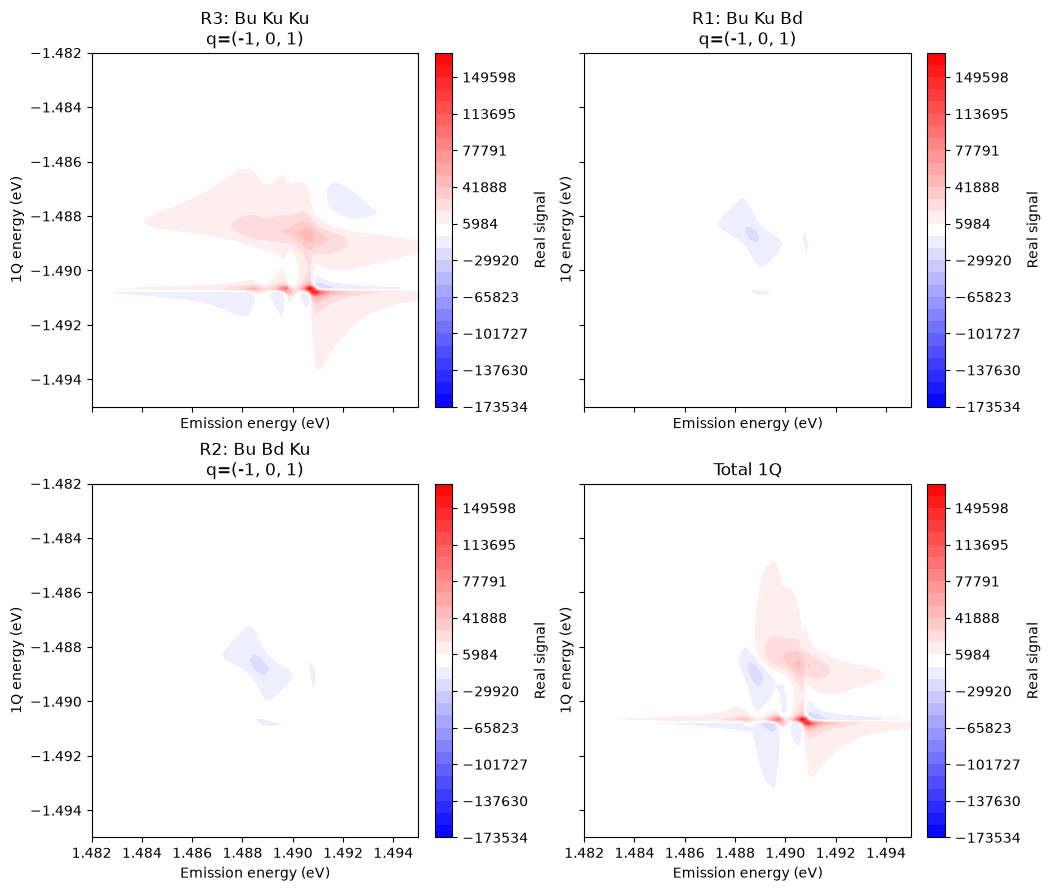 R3: Bu Ku Ku
q=(-1, 0, 1)
1Q energy (eV)
−1.482
−1.484
−1.486
−1.488
−1.490
−1.492
−1.494
Emission energy (eV)
149598
113695
77791
41888
5984
−29920
−65823
−101727
−137630
−173534
Real signal
R1: Bu Ku Bd
q=(-1, 0, 1)
1Q energy (eV)
Emission energy (eV)
149598
113695
77791
41888
5984
−29920
−65823
−101727
−137630
−173534
Real signal
R2: Bu Bd Ku
q=(-1, 0, 1)
1Q energy (eV)
−1.482
−1.484
−1.486
−1.488
−1.490
−1.492
−1.494
1.482 1.484 1.486 1.488 1.490 1.492 1.494
Emission energy (eV)
149598
113695
77791
41888
5984
−29920
−65823
−101727
−137630
−173534
Real signal
Total 1Q
1Q energy (eV)
1.482 1.484 1.486 1.488 1.490 1.492 1.494
Emission energy (eV)
149598
113695
77791
41888
5984
−29920
−65823
−101727
−137630
−173534
Real signal